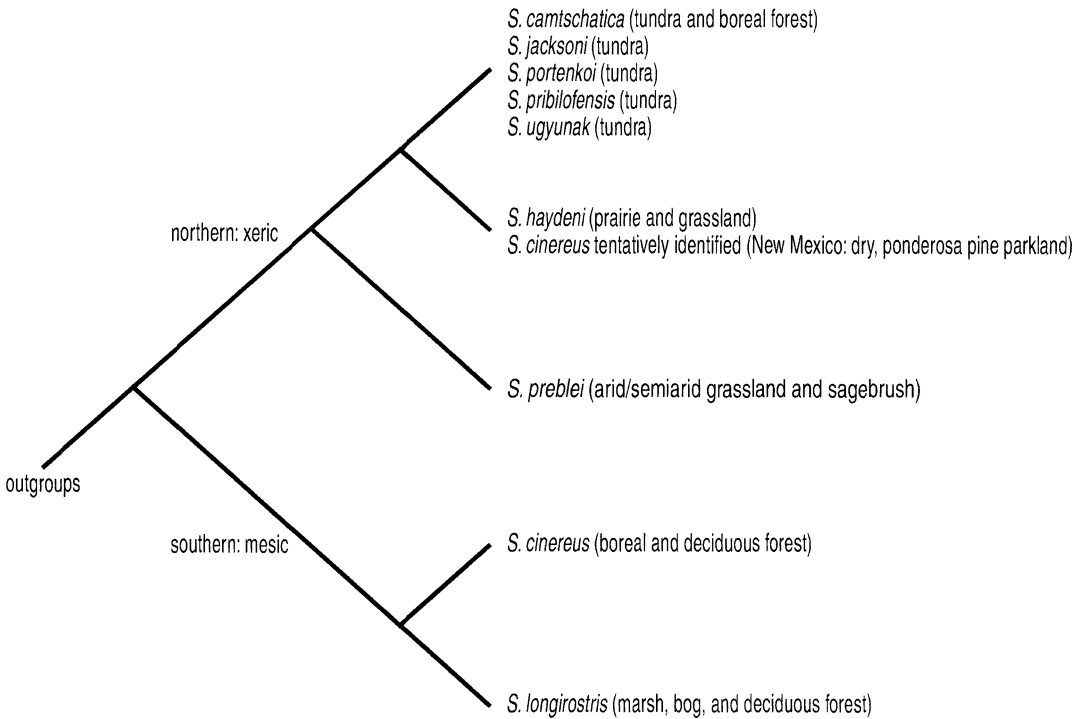 S. camtschatica (tundra and boreal forest)
S. jacksoni (tundra)
S. portenkoi (tundra)
S. pribilofensis (tundra)
S. ugyunak (tundra)
northern: xeric
S. haydeni (prairie and grassland)
S. cinereus tentatively identified (New Mexico: dry, ponderosa pine parkland)
S. preblei (arid/semiarid grassland and sagebrush)
outgroups
southern: mesic
S. cinereus (boreal and deciduous forest)
S. longirostris (marsh, bog, and deciduous forest)